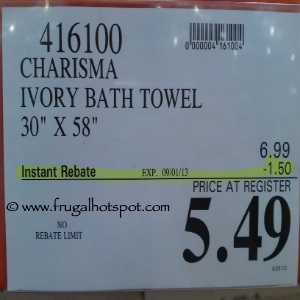 416100
0000004161004
CHARISMA
IVORY BATH TOWEL
30" X 58"
6.99
Instant Rebate EXP. 09/01/13 -1.50
PRICE AT REGISTER
www.frugalhotspot.com
NO
REBATE LIMIT
5.49